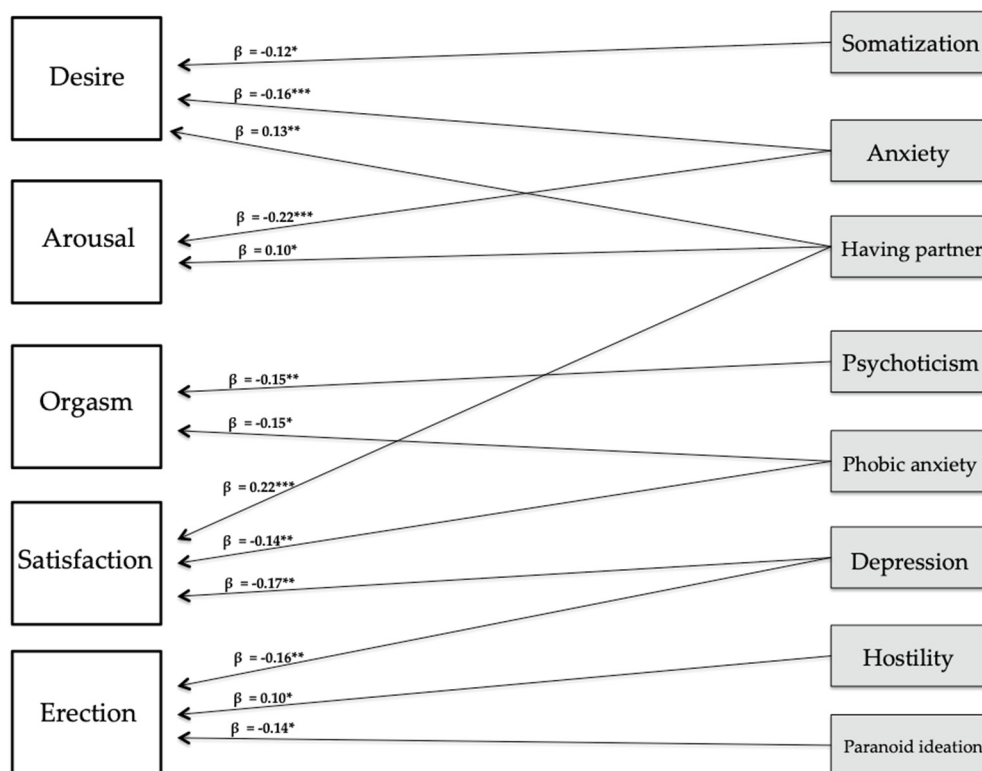 Somatization
β = -0.12*
Desire
β = -0.16***
β = 0.13**
Anxiety
Arousal
β = -0.22***
β = 0.10*
Having partner
Psychoticism
β = -0.15**
Orgasm
β = -0.15*
Phobic anxiety
β = 0.22***
Satisfaction
β = -0.14**
β = -0.17**
Depression
Hostility
β = -0.16**
β = 0.10*
Erection
β = -0.14*
Paranoid ideation